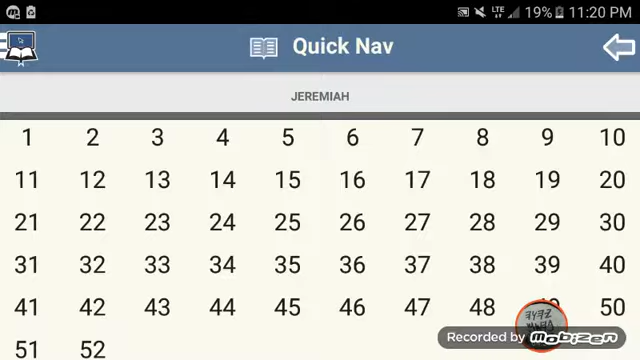 LTE 19% 11:20 PM
Quick Nav
JEREMIAH
1 2 3 4 5 6 7 8 9 10
11 12 13 14 15 16 17 18 19 20
21 22 23 24 25 26 27 28 29 30
31 32 33 34 35 36 37 38 39 40
41 42 43 44 45 46 47 48 49 50
51 52
Recorded by MOBIZEN